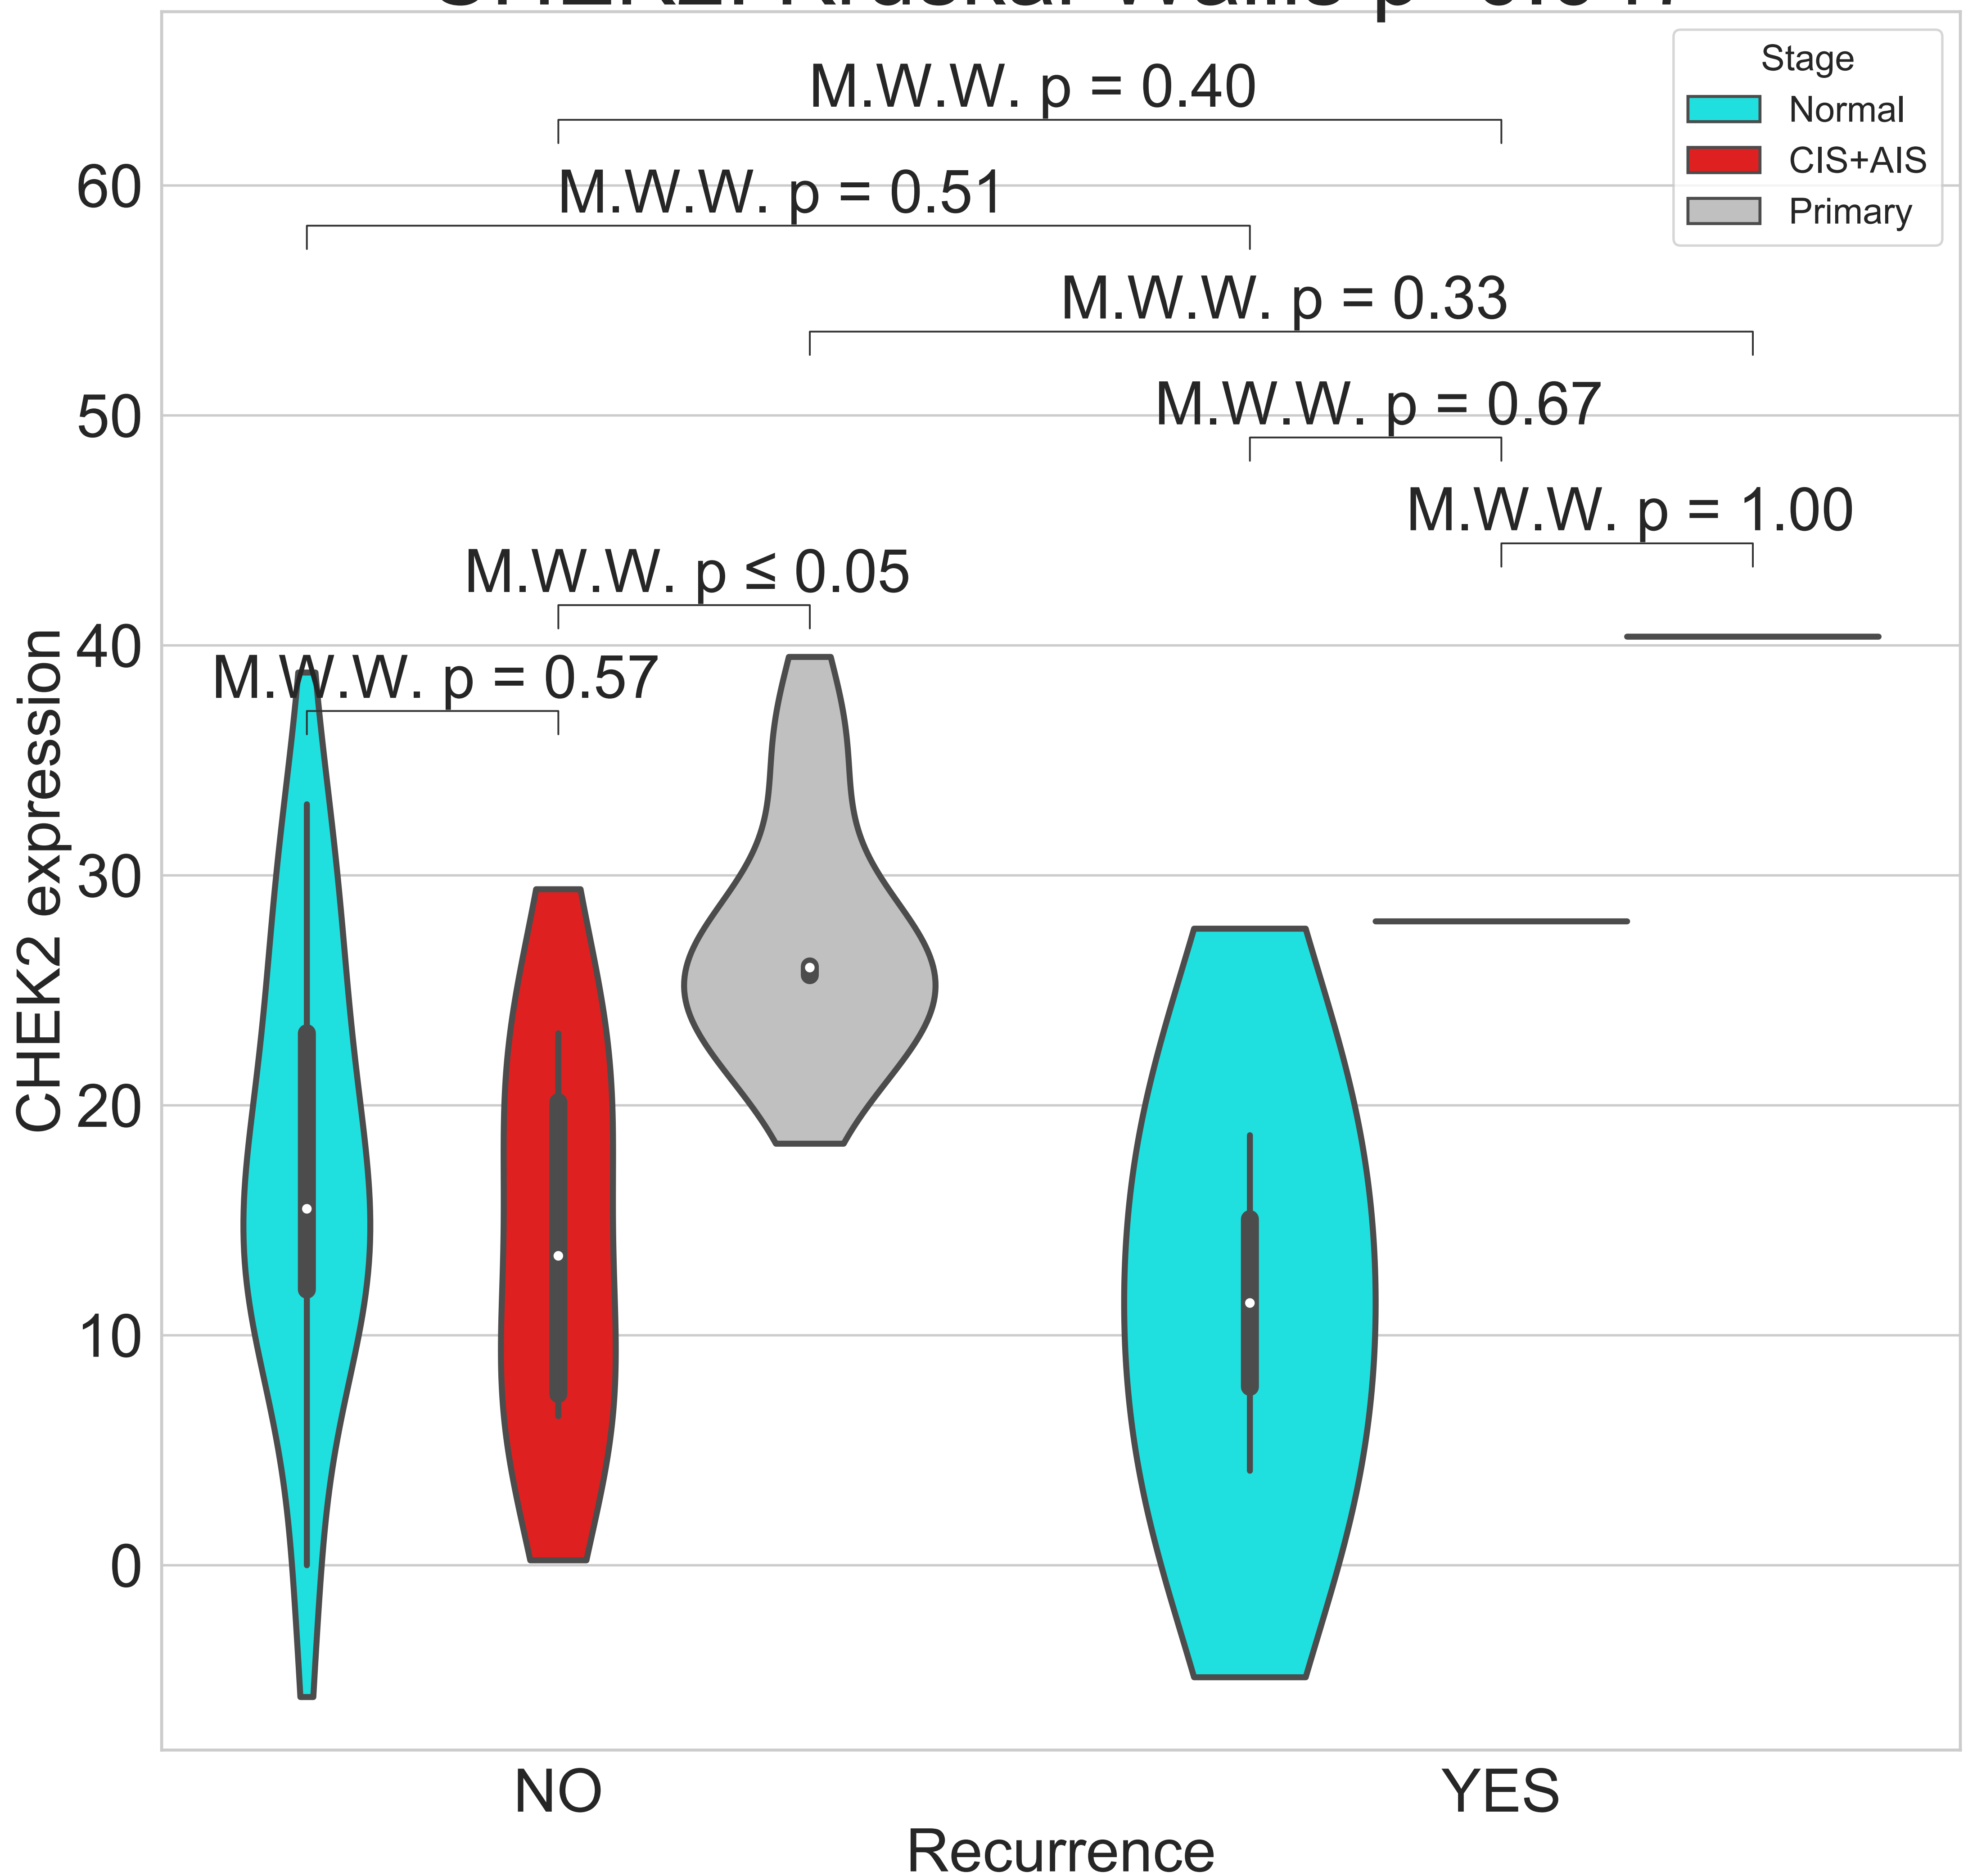 Stage
Normal
CIS+AIS
Primary
M.W.W. p = 0.40
M.W.W. p = 0.51
M.W.W. p = 0.33
M.W.W. p = 0.67
M.W.W. p = 1.00
M.W.W. p ≤ 0.05
M.W.W. p = 0.57
CHEK2 expression
60
50
40
30
20
10
0
NO
YES
Recurrence